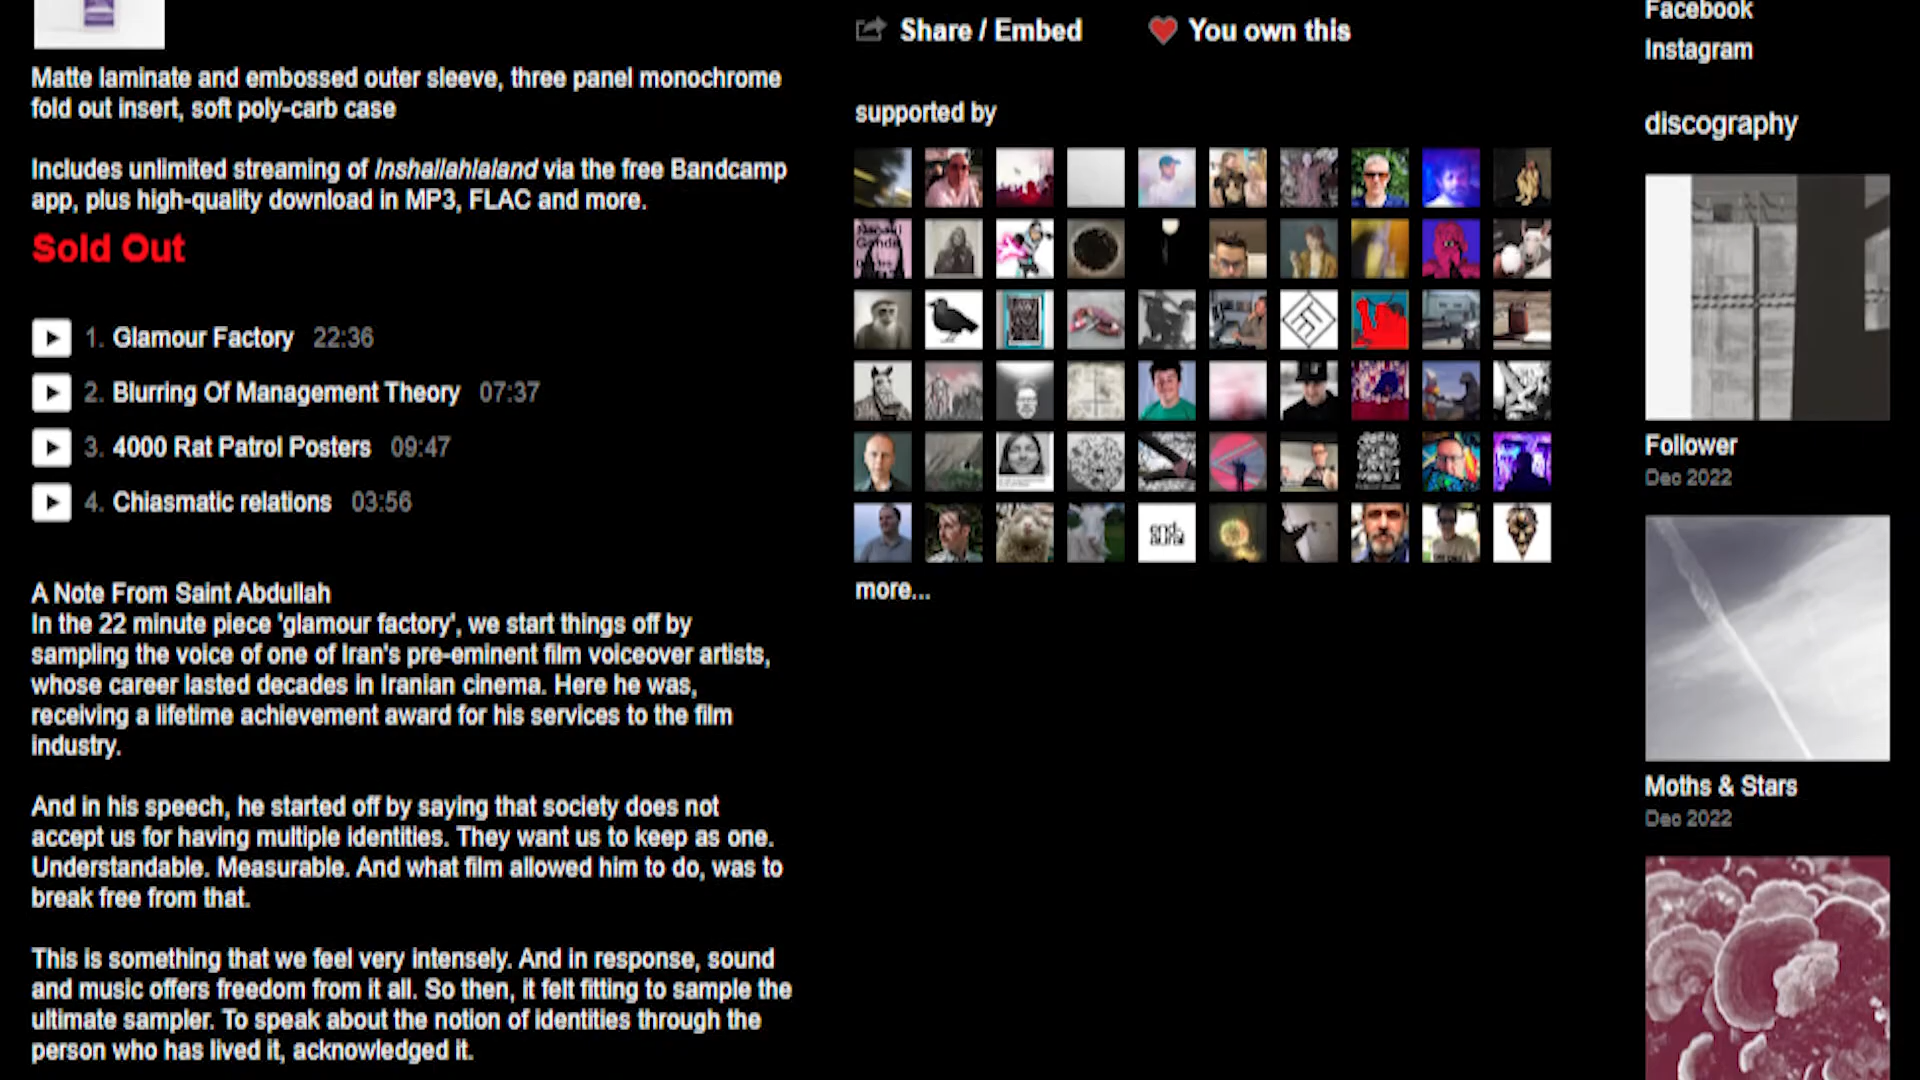 Matte laminate and embossed outer sleeve, three panel monochrome
fold out insert, soft poly-carb case
Includes unlimited streaming of Inshallahlaland via the free Bandcamp
app, plus high-quality download in MP3, FLAC and more.
Sold Out
1. Glamour Factory 22:36
2. Blurring Of Management Theory 07:37
3. 4000 Rat Patrol Posters 09:47
4. Chiasmatic relations 03:56
A Note From Saint Abdullah
In the 22 minute piece 'glamour factory', we start things off by
sampling the voice of one of Iran's pre-eminent film voiceover artists,
whose career lasted decades in Iranian cinema. Here he was,
receiving a lifetime achievement award for his services to the film
industry.
And in his speech, he started off by saying that society does not
accept us for having multiple identities. They want us to keep as one.
Understandable. Measurable. And what film allowed him to do, was to
break free from that.
This is something that we feel very intensely. And in response, sound
and music offers freedom from it all. So then, it felt fitting to sample the
ultimate sampler. To speak about the notion of identities through the
person who has lived it, acknowledged it.
Share / Embed
You own this
supported by
end-
aural
more...
Facebook
Instagram
discography
Follower
Dec 2022
Moths & Stars
Dec 2022